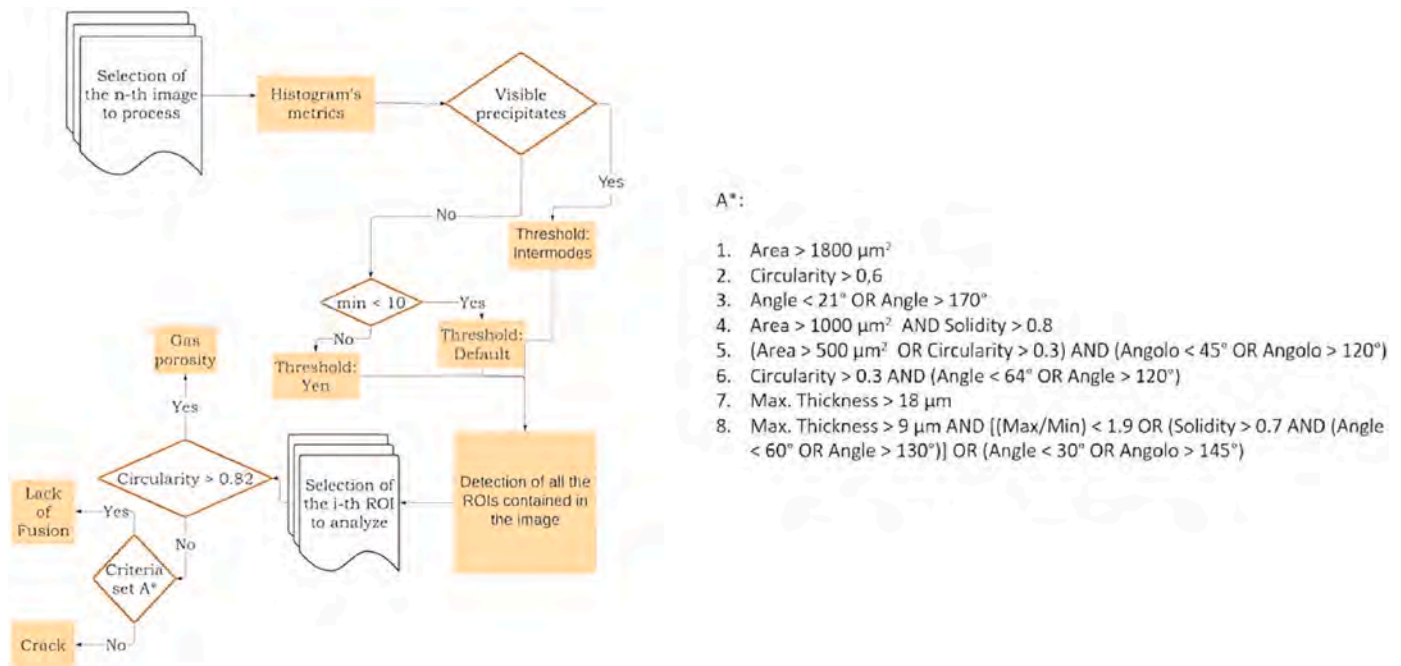 Selection of
the n-th image
to process
Histogram's
metrics
Visible
precipitates
Yes
No
Threshold:
Intermodes
min < 10
Yes
No
Threshold:
Default
Threshold:
Yen
Gas
porosity
Yes
Circularity > 0.82
Selection of
the i-th ROI
to analyze
Detection of all the
ROIs contained in
the image
Lack
of
Fusion
Yes
No
Criteria
set A*
Crack
No
A*:
1. Area > 1800 μm²
2. Circularity > 0,6
3. Angle < 21° OR Angle > 170°
4. Area > 1000 μm² AND Solidity > 0.8
5. (Area > 500 μm² OR Circularity > 0.3) AND (Angolo < 45° OR Angolo > 120°)
6. Circularity > 0.3 AND (Angle < 64° OR Angle > 120°)
7. Max. Thickness > 18 μm
8. Max. Thickness > 9 μm AND [(Max/Min) < 1.9 OR (Solidity > 0.7 AND (Angle
< 60° OR Angle > 130°)] OR (Angle < 30° OR Angolo > 145°)